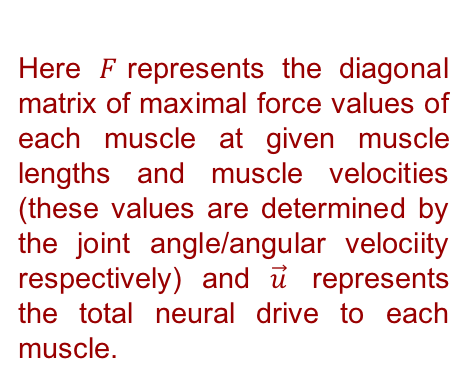 Here F represents the diagonal
matrix of maximal force values of
each muscle at given muscle
lengths and muscle velocities
(these values are determined by
the joint angle/angular velociity
respectively) and u⃗ represents
the total neural drive to each
muscle.